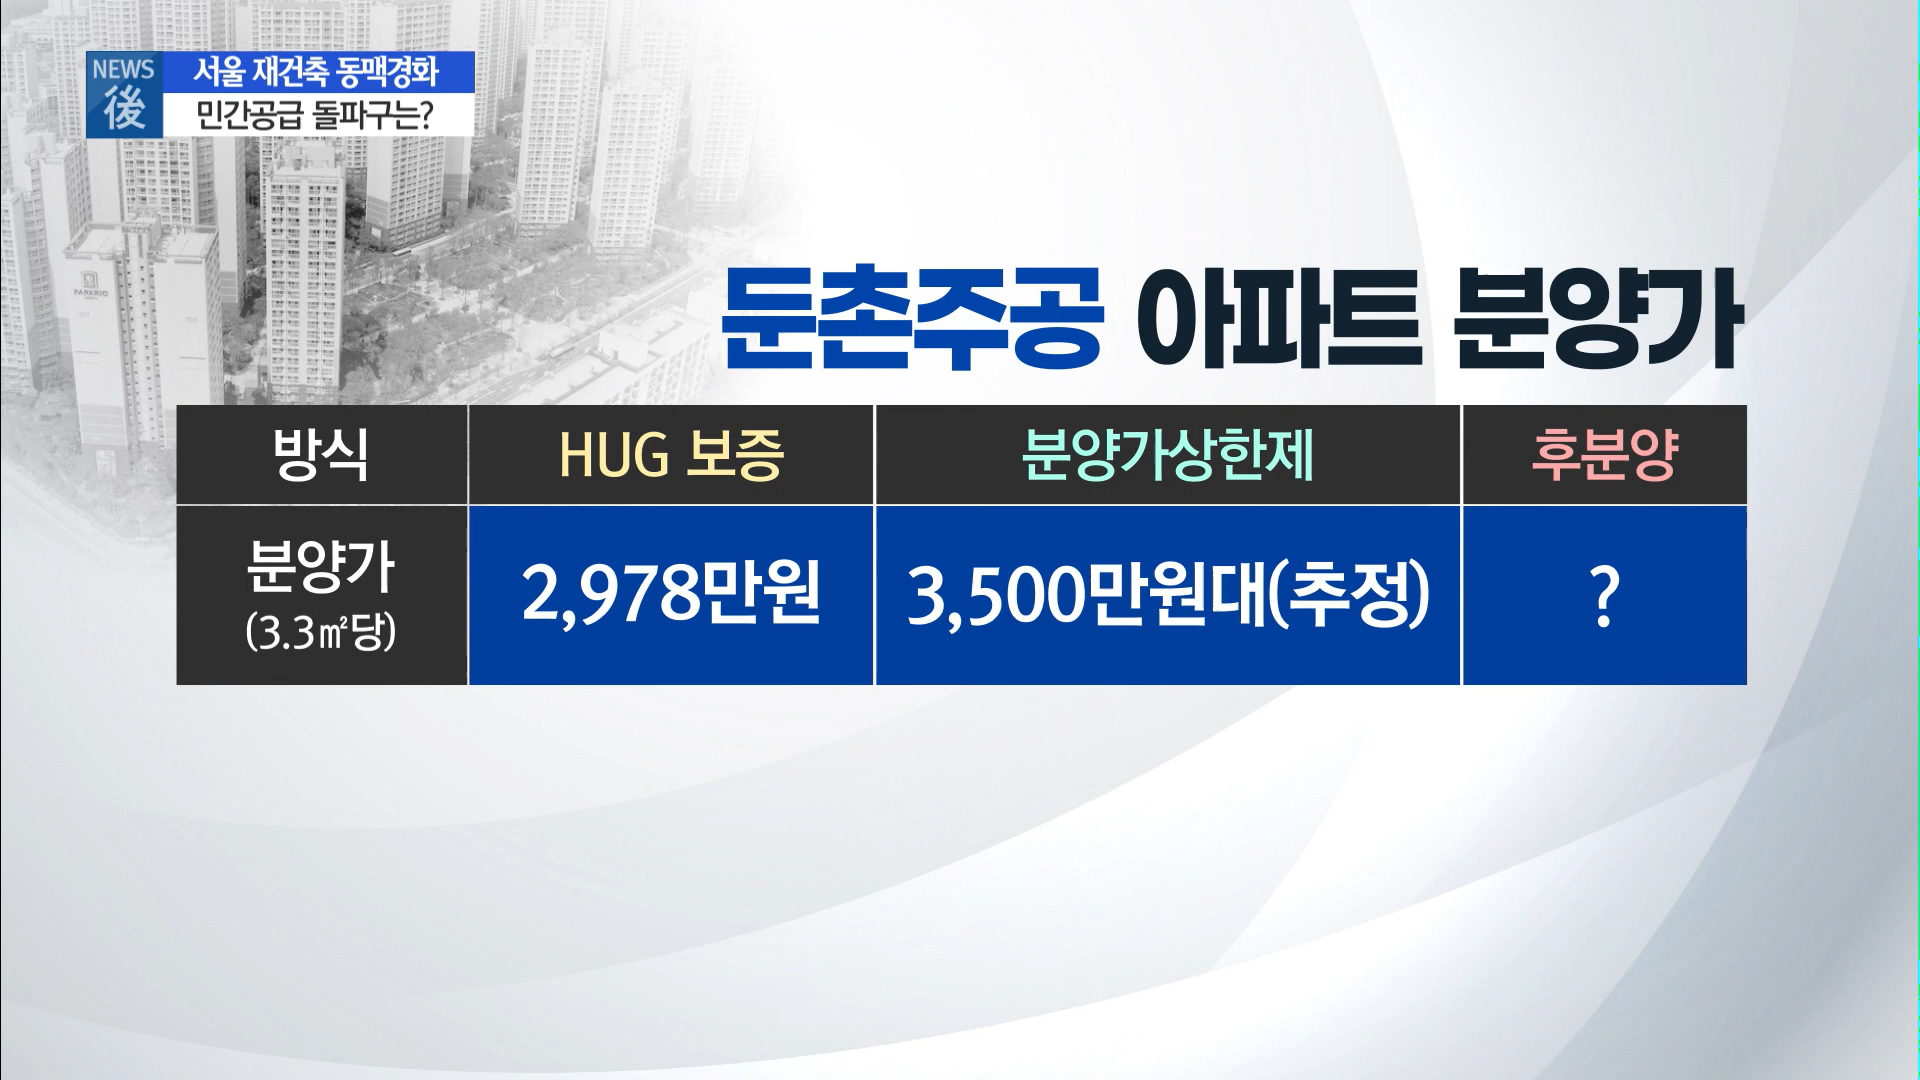 NEWS
後
서울 재건축 동맥경화
민간공급 돌파구는?
둔촌주공 아파트 분양가
방식 HUG 보증 분양가상한제 후분양
분양가
(3.3㎡당)
2,978만원 3,500만원대(추정) ?
PARKRIO
101
101